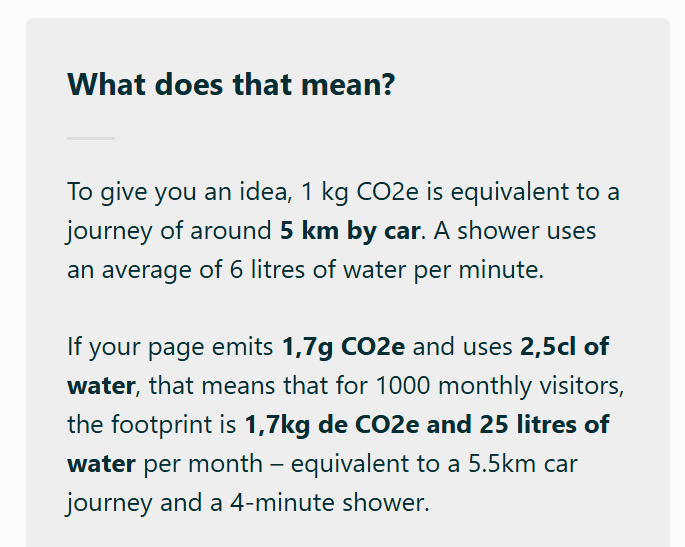 What does that mean?
To give you an idea, 1 kg CO2e is equivalent to a
journey of around 5 km by car. A shower uses
an average of 6 litres of water per minute.
If your page emits 1,7g CO2e and uses 2,5cl of
water, that means that for 1000 monthly visitors,
the footprint is 1,7kg de CO2e and 25 litres of
water per month – equivalent to a 5.5km car
journey and a 4-minute shower.